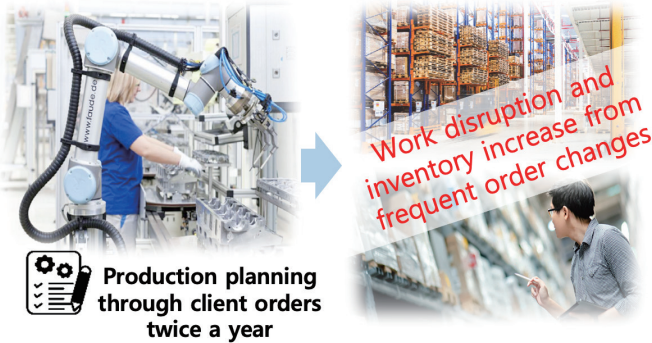 www.faude.de
Production planning
through client orders
twice a year
Work disruption and
inventory increase from
frequent order changes